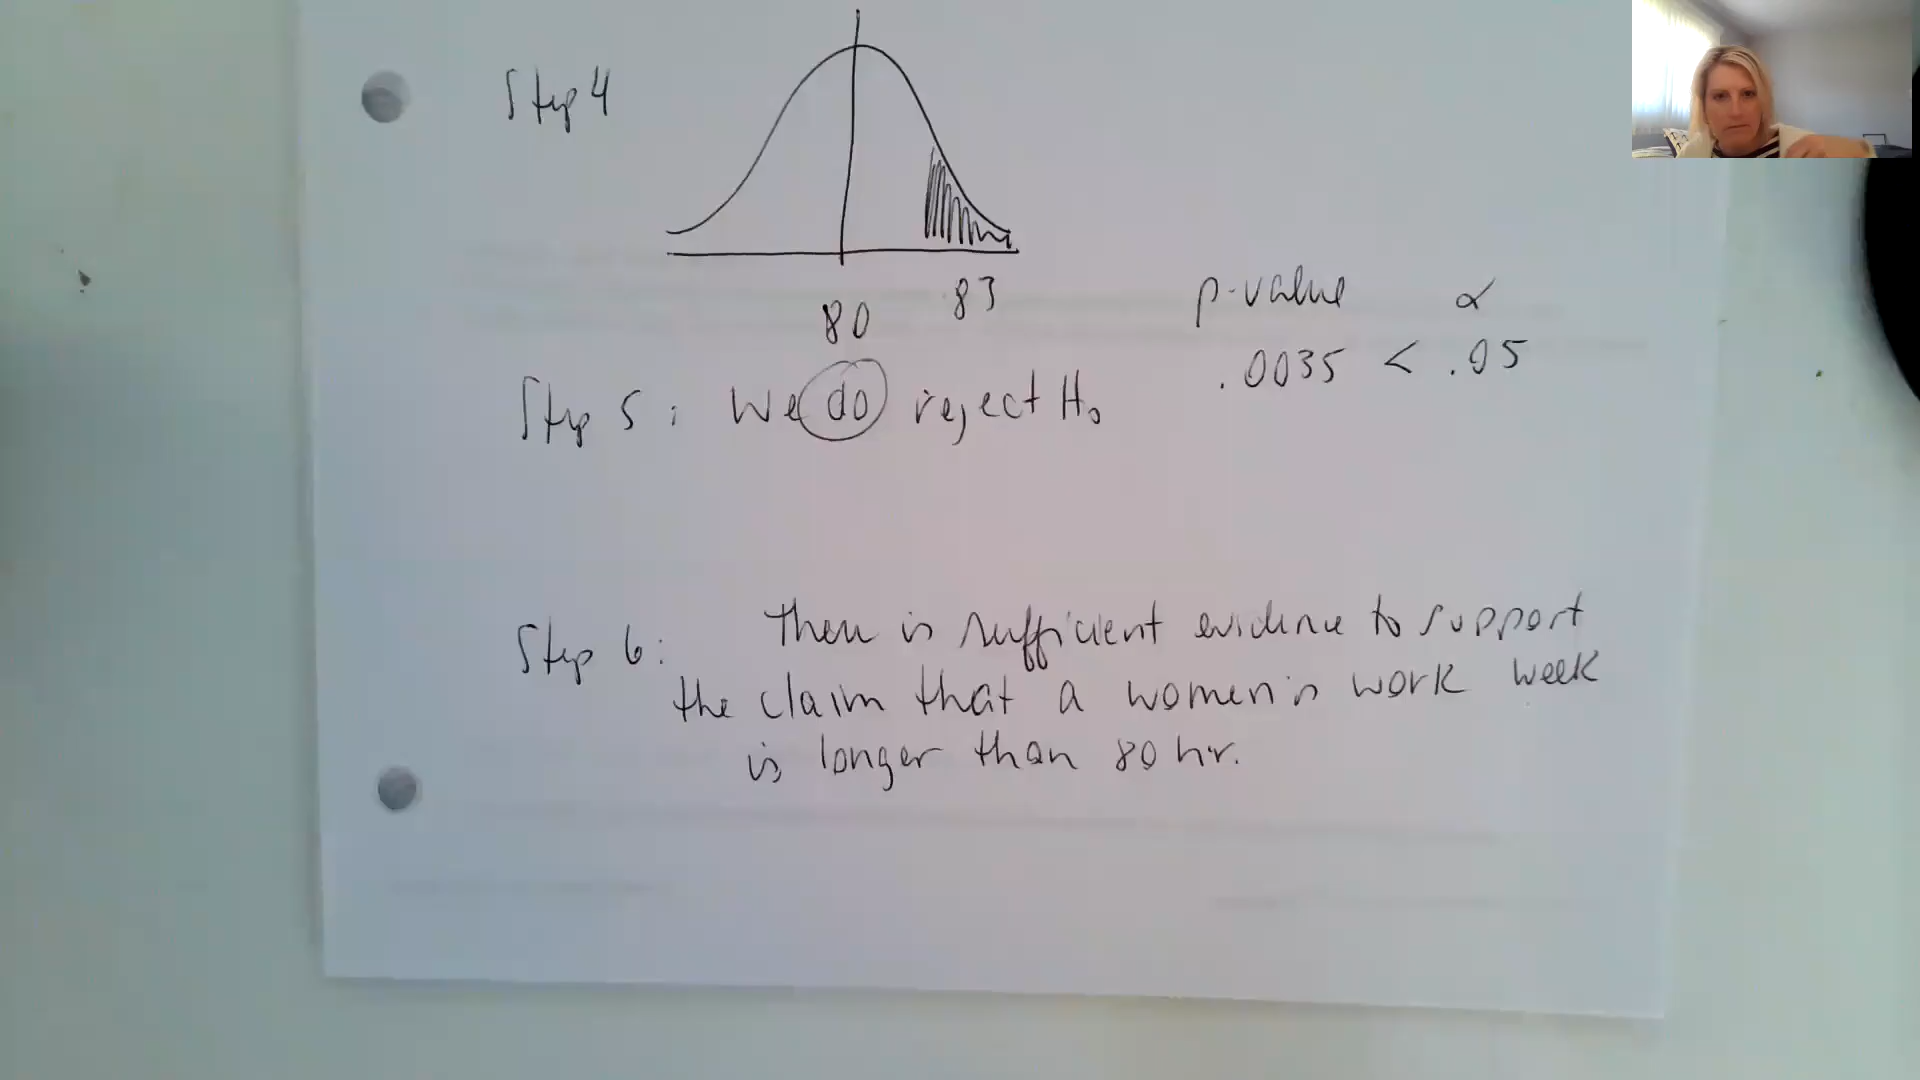 Step 4
80
83
p-value α
.0035 < .05
Step 5: We do reject H₀
Step 6: There is sufficient evidence to support
the claim that a women's work week
is longer than 80 hr.